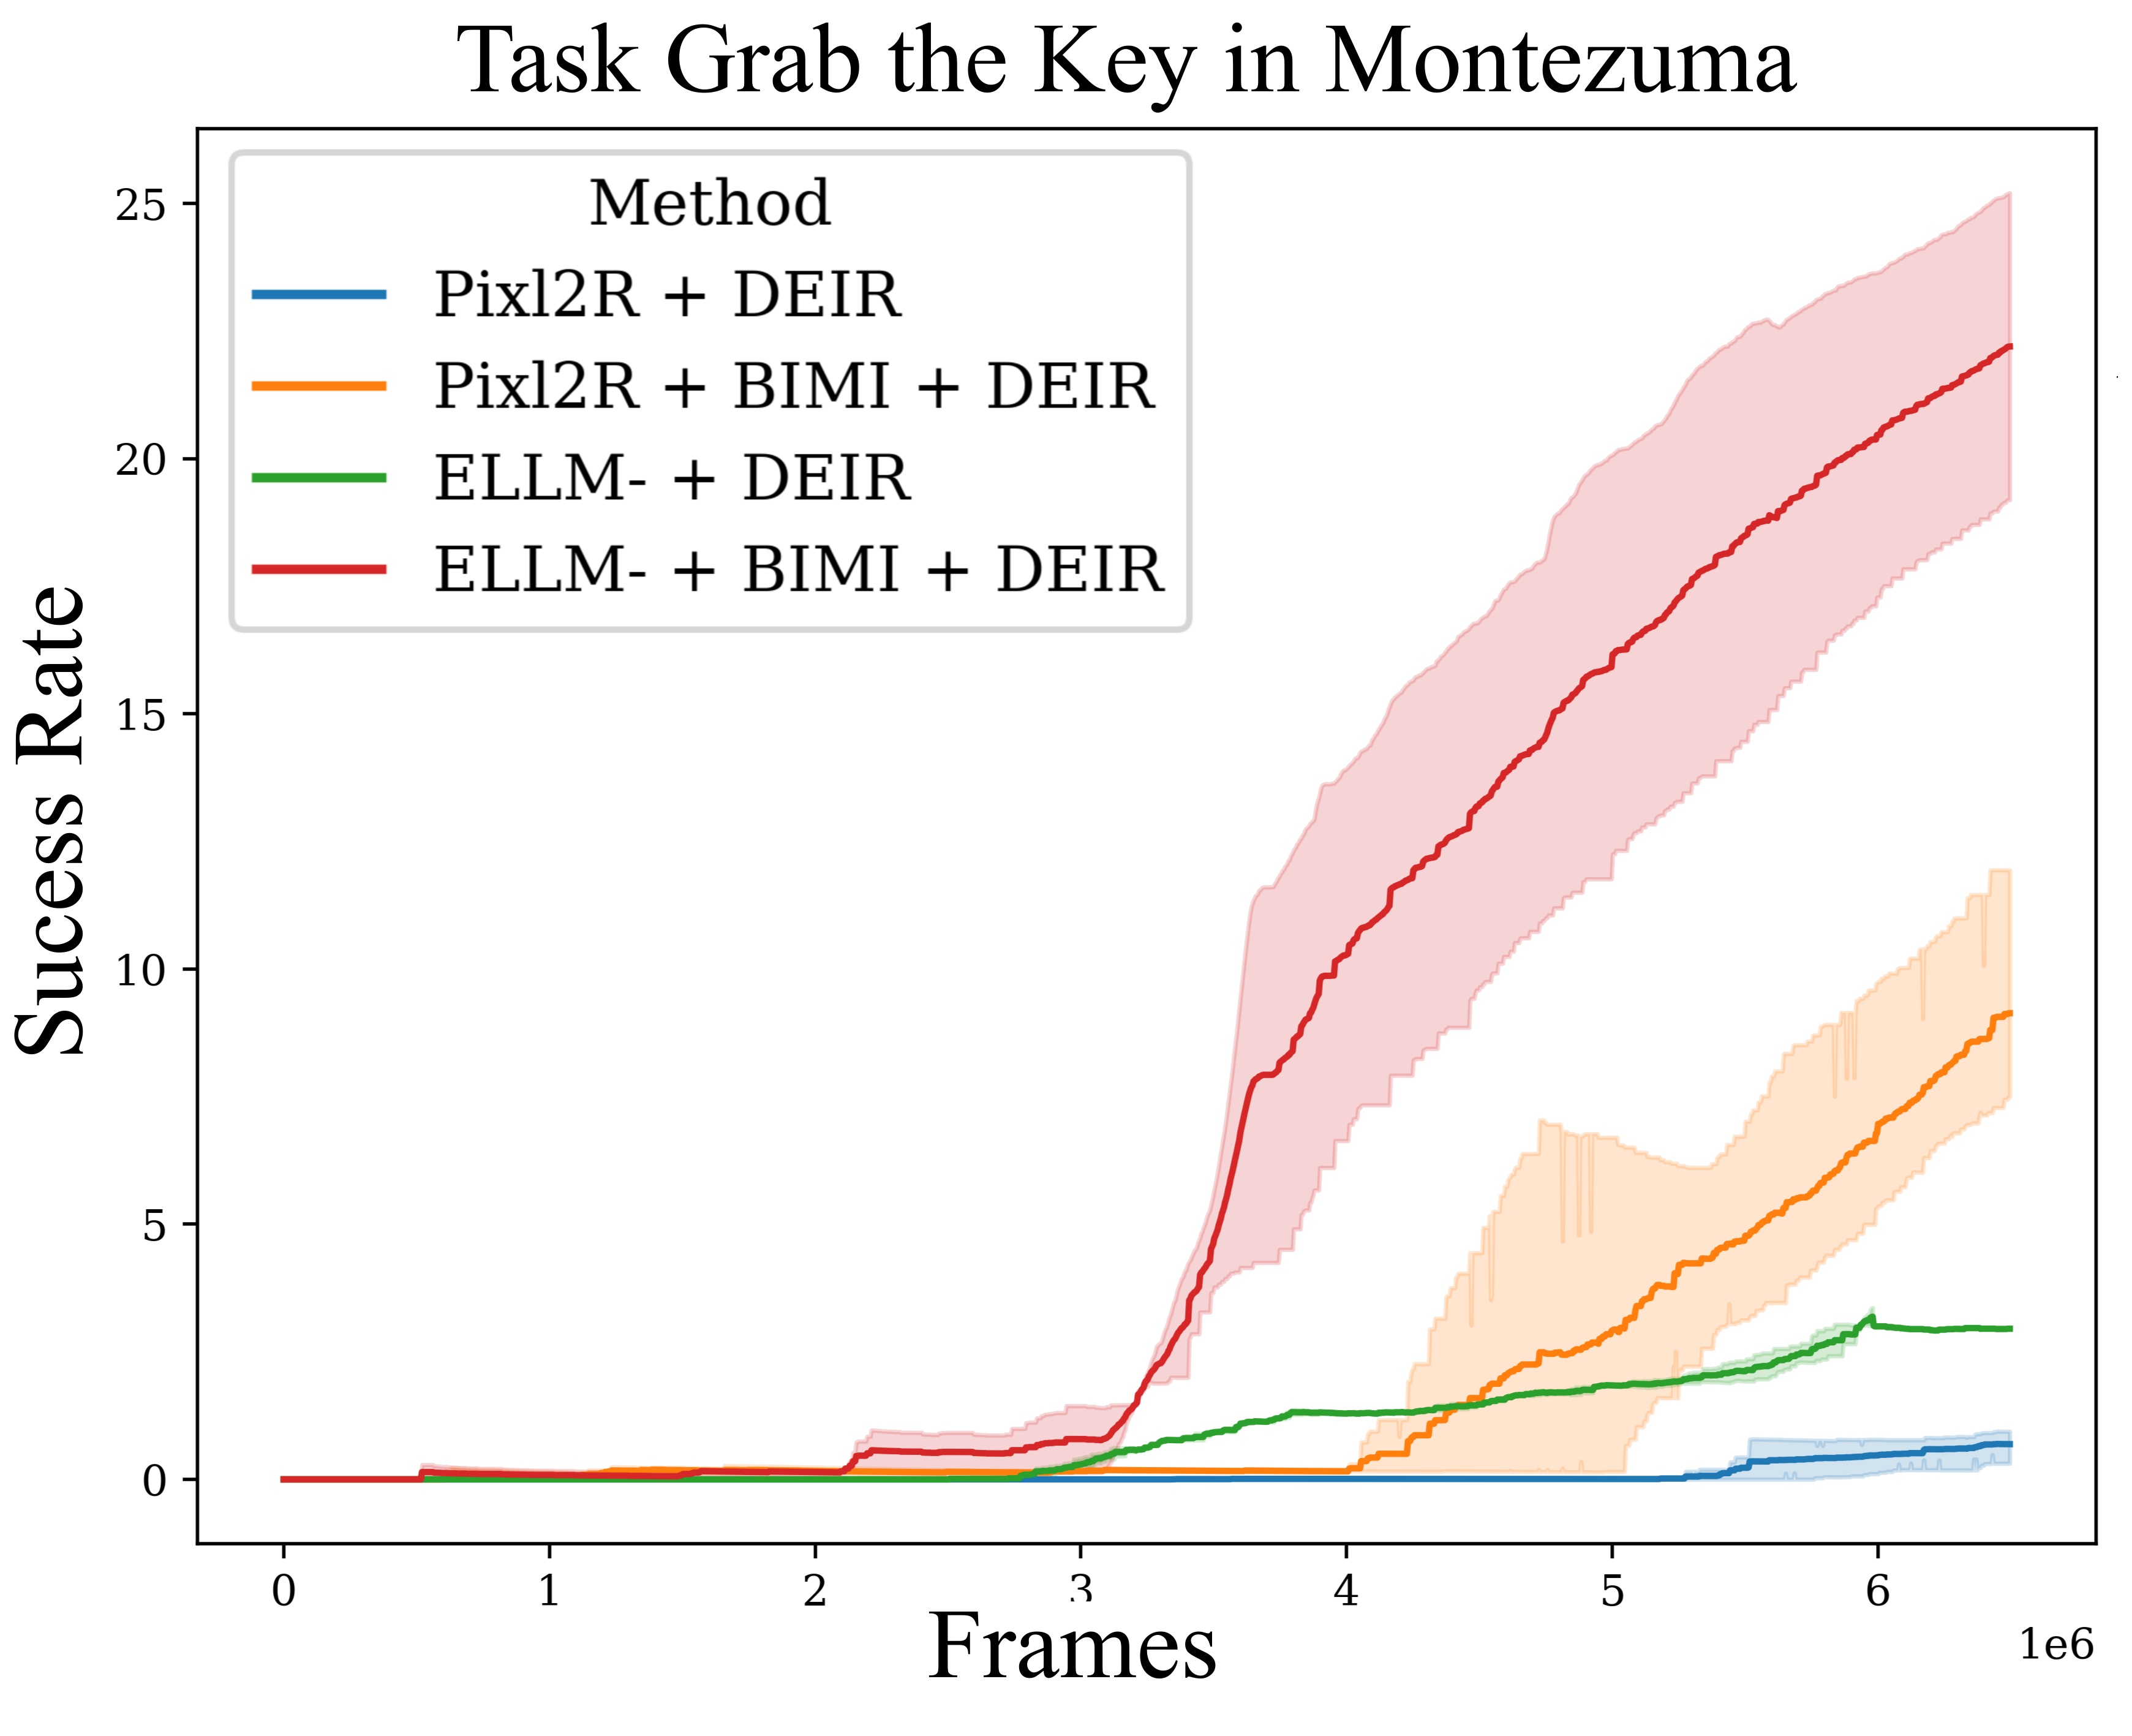 Task Grab the Key in Montezuma
Method
Pixl2R + DEIR
Pixl2R + BIMI + DEIR
ELLM- + DEIR
ELLM- + BIMI + DEIR
Success Rate
25
20
15
10
5
0
0 1 2 3 4 5 6
1e6
Frames